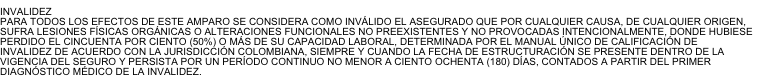 INVALIDEZ
PARA TODOS LOS EFECTOS DE ESTE AMPARO SE CONSIDERA COMO INVÁLIDO EL ASEGURADO QUE POR CUALQUIER CAUSA, DE CUALQUIER ORIGEN,
SUFRA LESIONES FÍSICAS ORGÁNICAS O ALTERACIONES FUNCIONALES NO PREEXISTENTES Y NO PROVOCADAS INTENCIONALMENTE, DONDE HUBIESE
PERDIDO EL CINCUENTA POR CIENTO (50%) O MÁS DE SU CAPACIDAD LABORAL, DETERMINADA POR EL MANUAL ÚNICO DE CALIFICACIÓN DE
INVALIDEZ DE ACUERDO CON LA JURISDICCIÓN COLOMBIANA, SIEMPRE Y CUANDO LA FECHA DE ESTRUCTURACIÓN SE PRESENTE DENTRO DE LA
VIGENCIA DEL SEGURO Y PERSISTA POR UN PERÍODO CONTINUO NO MENOR A CIENTO OCHENTA (180) DÍAS, CONTADOS A PARTIR DEL PRIMER
DIAGNÓSTICO MÉDICO DE LA INVALIDEZ.